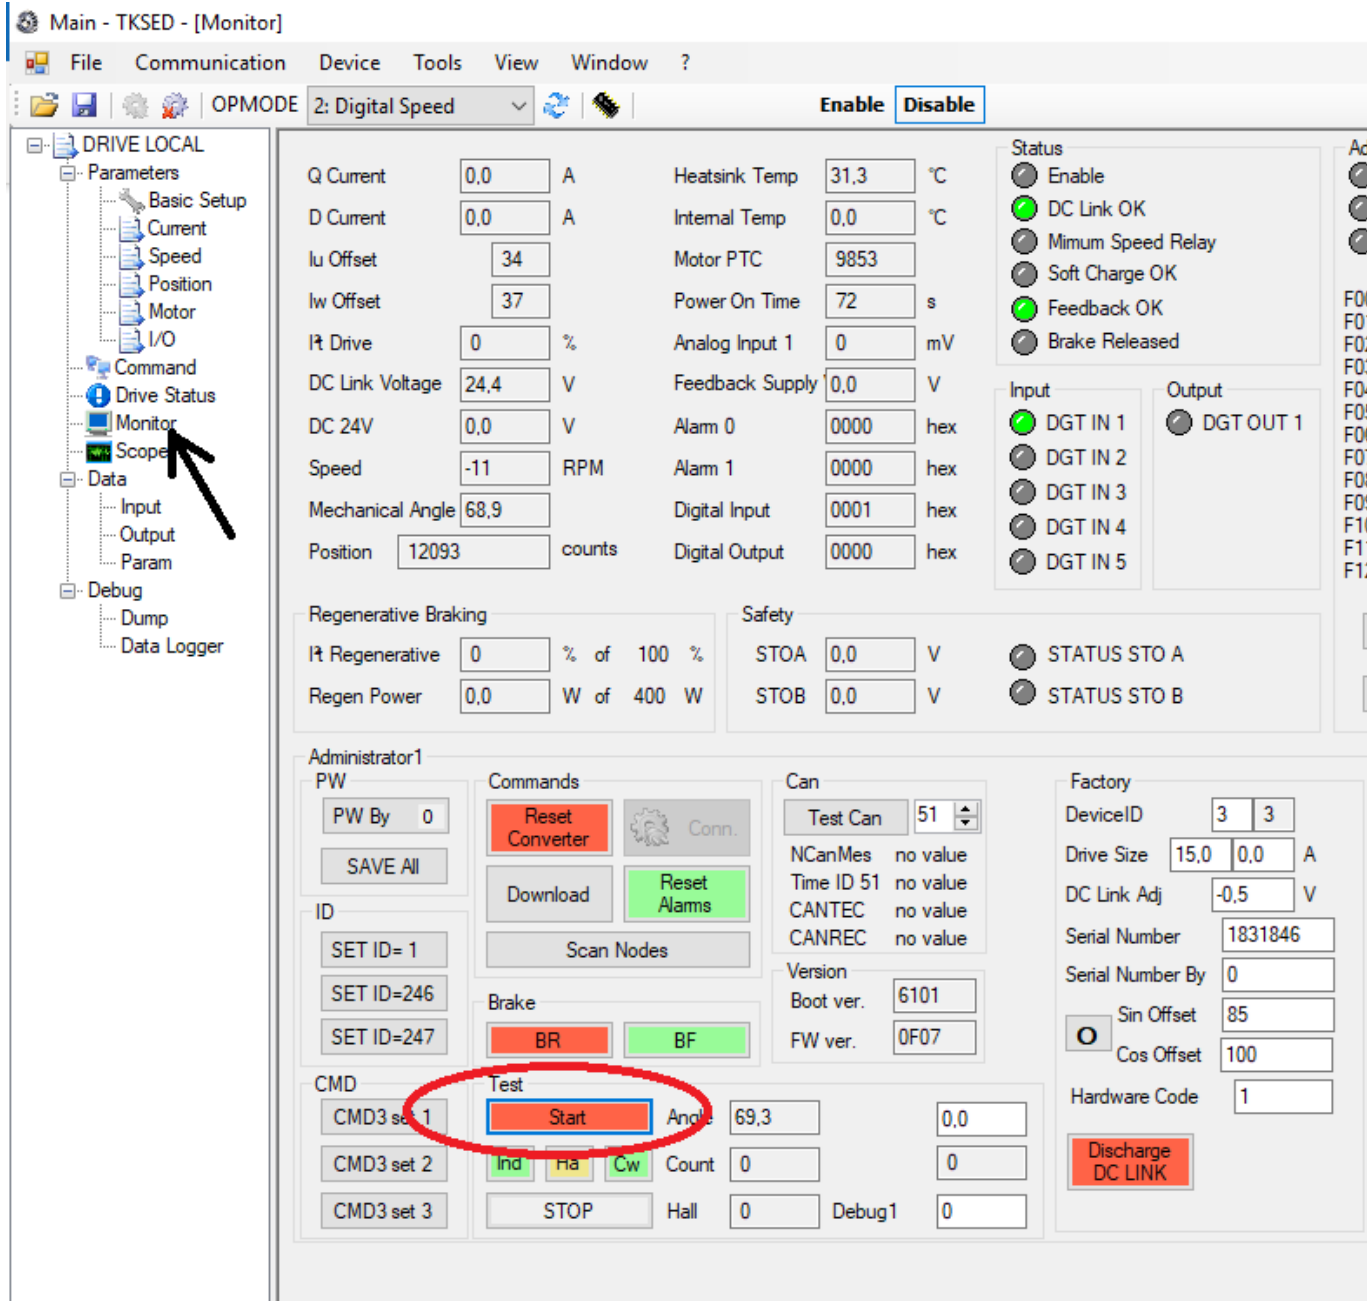 Main - TKSED - [Monitor]
File Communication Device Tools View Window ?
OPMODE 2: Digital Speed Enable Disable
DRIVE LOCAL
Parameters
Basic Setup
Current
Speed
Position
Motor
I/O
Command
Drive Status
Monitor
Scope
Data
Input
Output
Param
Debug
Dump
Data Logger
Q Current 0,0 A
D Current 0,0 A
Iu Offset 34
Iw Offset 37
I²t Drive 0 %
DC Link Voltage 24,4 V
DC 24V 0,0 V
Speed -11 RPM
Mechanical Angle 68,9
Position 12093 counts
Heatsink Temp 31,3 °C
Internal Temp 0,0 °C
Motor PTC 9853
Power On Time 72 s
Analog Input 1 0 mV
Feedback Supply 0,0 V
Alarm 0 0000 hex
Alarm 1 0000 hex
Digital Input 0001 hex
Digital Output 0000 hex
Status
Enable
DC Link OK
Mimum Speed Relay
Soft Charge OK
Feedback OK
Brake Released
Input
DGT IN 1
DGT IN 2
DGT IN 3
DGT IN 4
DGT IN 5
Output
DGT OUT 1
Regenerative Braking
I²t Regenerative 0 % of 100 %
Regen Power 0,0 W of 400 W
Safety
STOA 0,0 V STATUS STO A
STOB 0,0 V STATUS STO B
Administrator1
PW
PW By 0
SAVE All
ID
SET ID= 1
SET ID=246
SET ID=247
CMD
CMD3 set 1
CMD3 set 2
CMD3 set 3
Commands
Reset Converter
Conn.
Download
Reset Alarms
Scan Nodes
Brake
BR BF
Test
Start Angle 69,3 0,0
Ind Ha Cw Count 0 0
STOP Hall 0 Debug1 0
Can
Test Can 51
NCanMes no value
Time ID 51 no value
CANTEC no value
CANREC no value
Version
Boot ver. 6101
FW ver. 0F07
Factory
DeviceID 3 3
Drive Size 15,0 0,0 A
DC Link Adj -0,5 V
Serial Number 1831846
Serial Number By 0
O
Sin Offset 85
Cos Offset 100
Hardware Code 1
Discharge
DC LINK